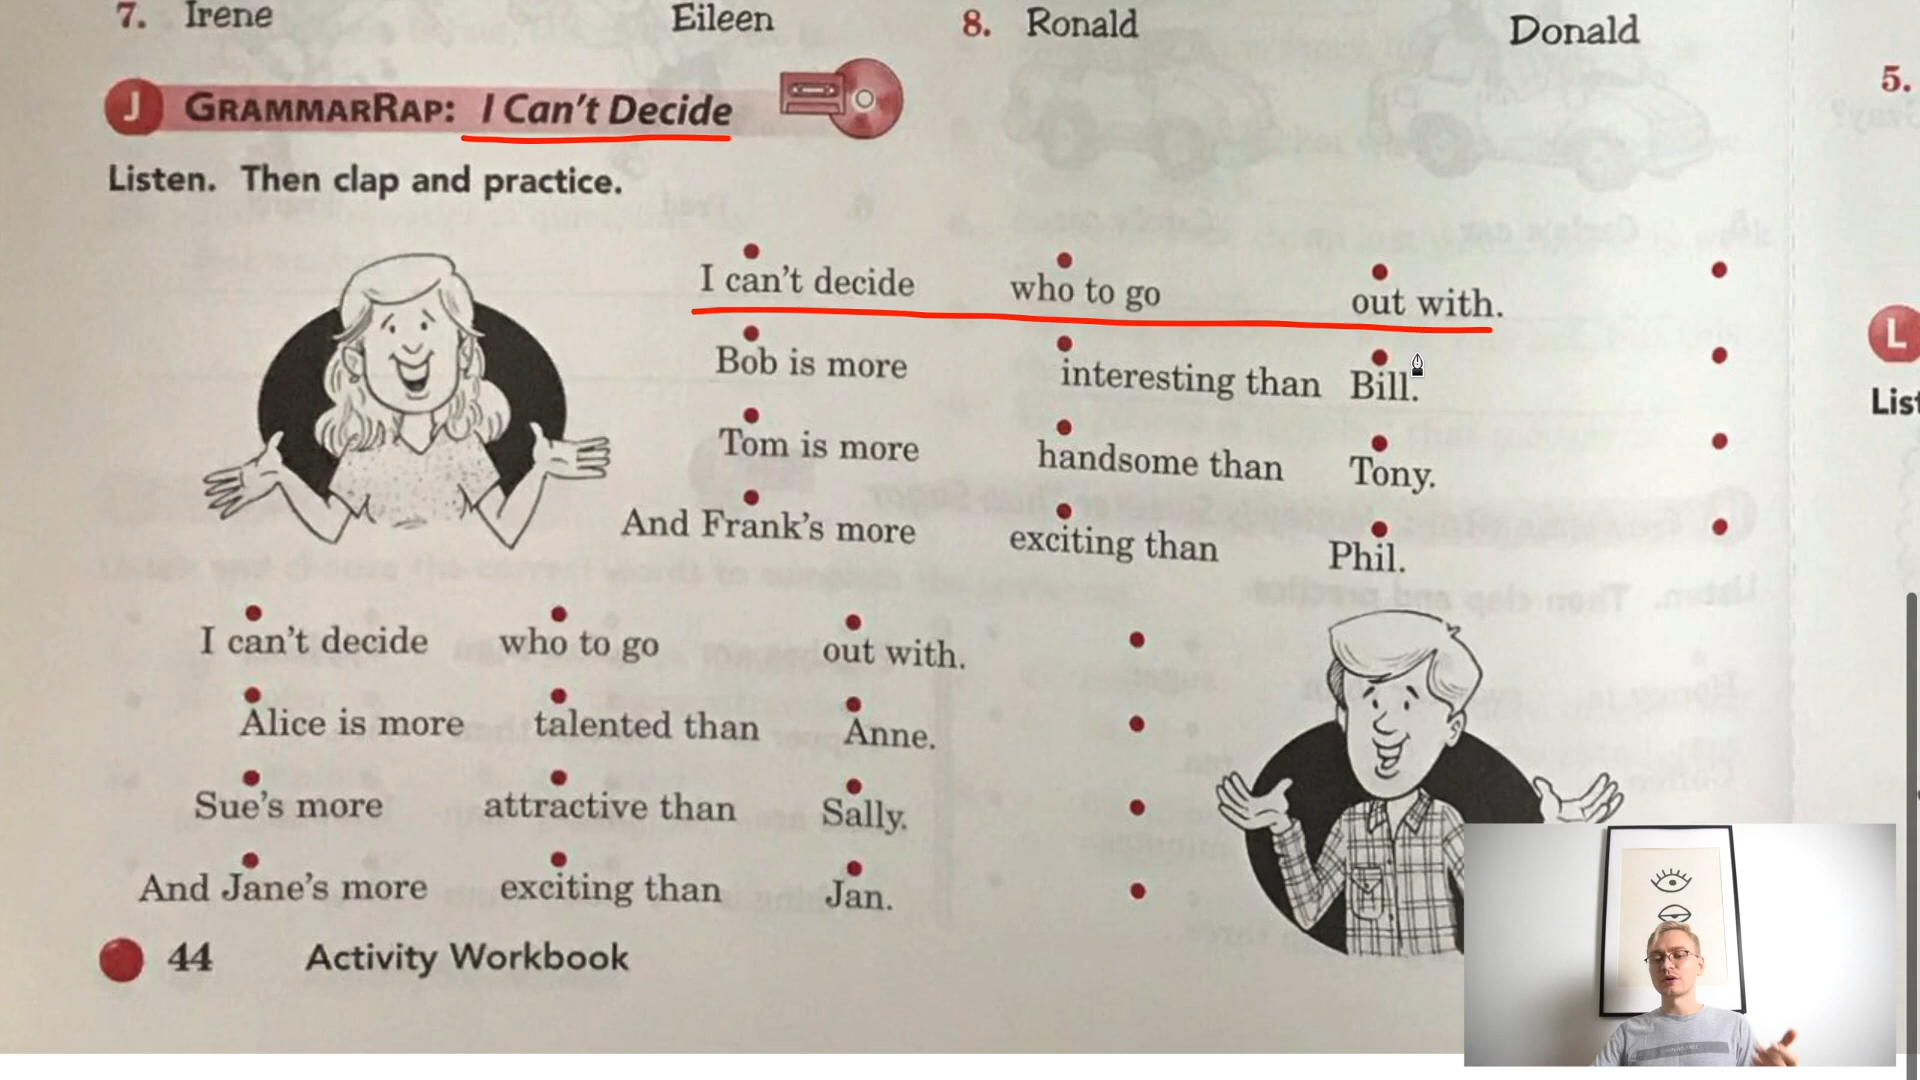 7. Irene Eileen 8. Ronald Donald
5.
J GRAMMARRAP: I Can't Decide
Listen. Then clap and practice.
I can't decide who to go out with.
Bob is more interesting than Bill.
Tom is more handsome than Tony.
And Frank's more exciting than Phil.
L
List
I can't decide who to go out with.
Alice is more talented than Anne.
Sue's more attractive than Sally.
And Jane's more exciting than Jan.
44 Activity Workbook